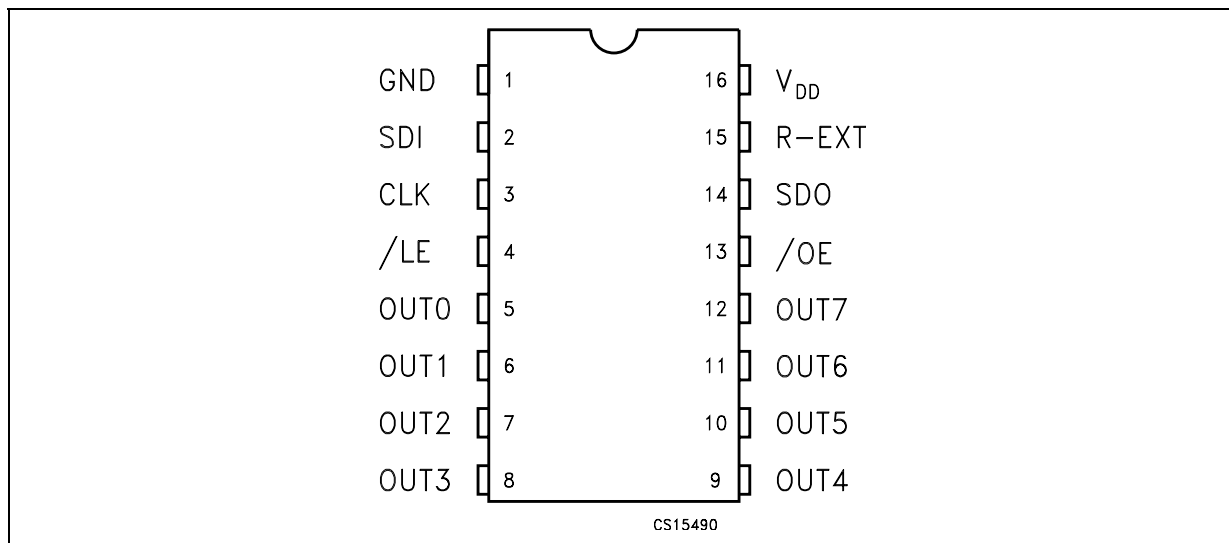 GND 1 16 VDD
SDI 2 15 R-EXT
CLK 3 14 SDO
/LE 4 13 /OE
OUT0 5 12 OUT7
OUT1 6 11 OUT6
OUT2 7 10 OUT5
OUT3 8 9 OUT4
CS15490